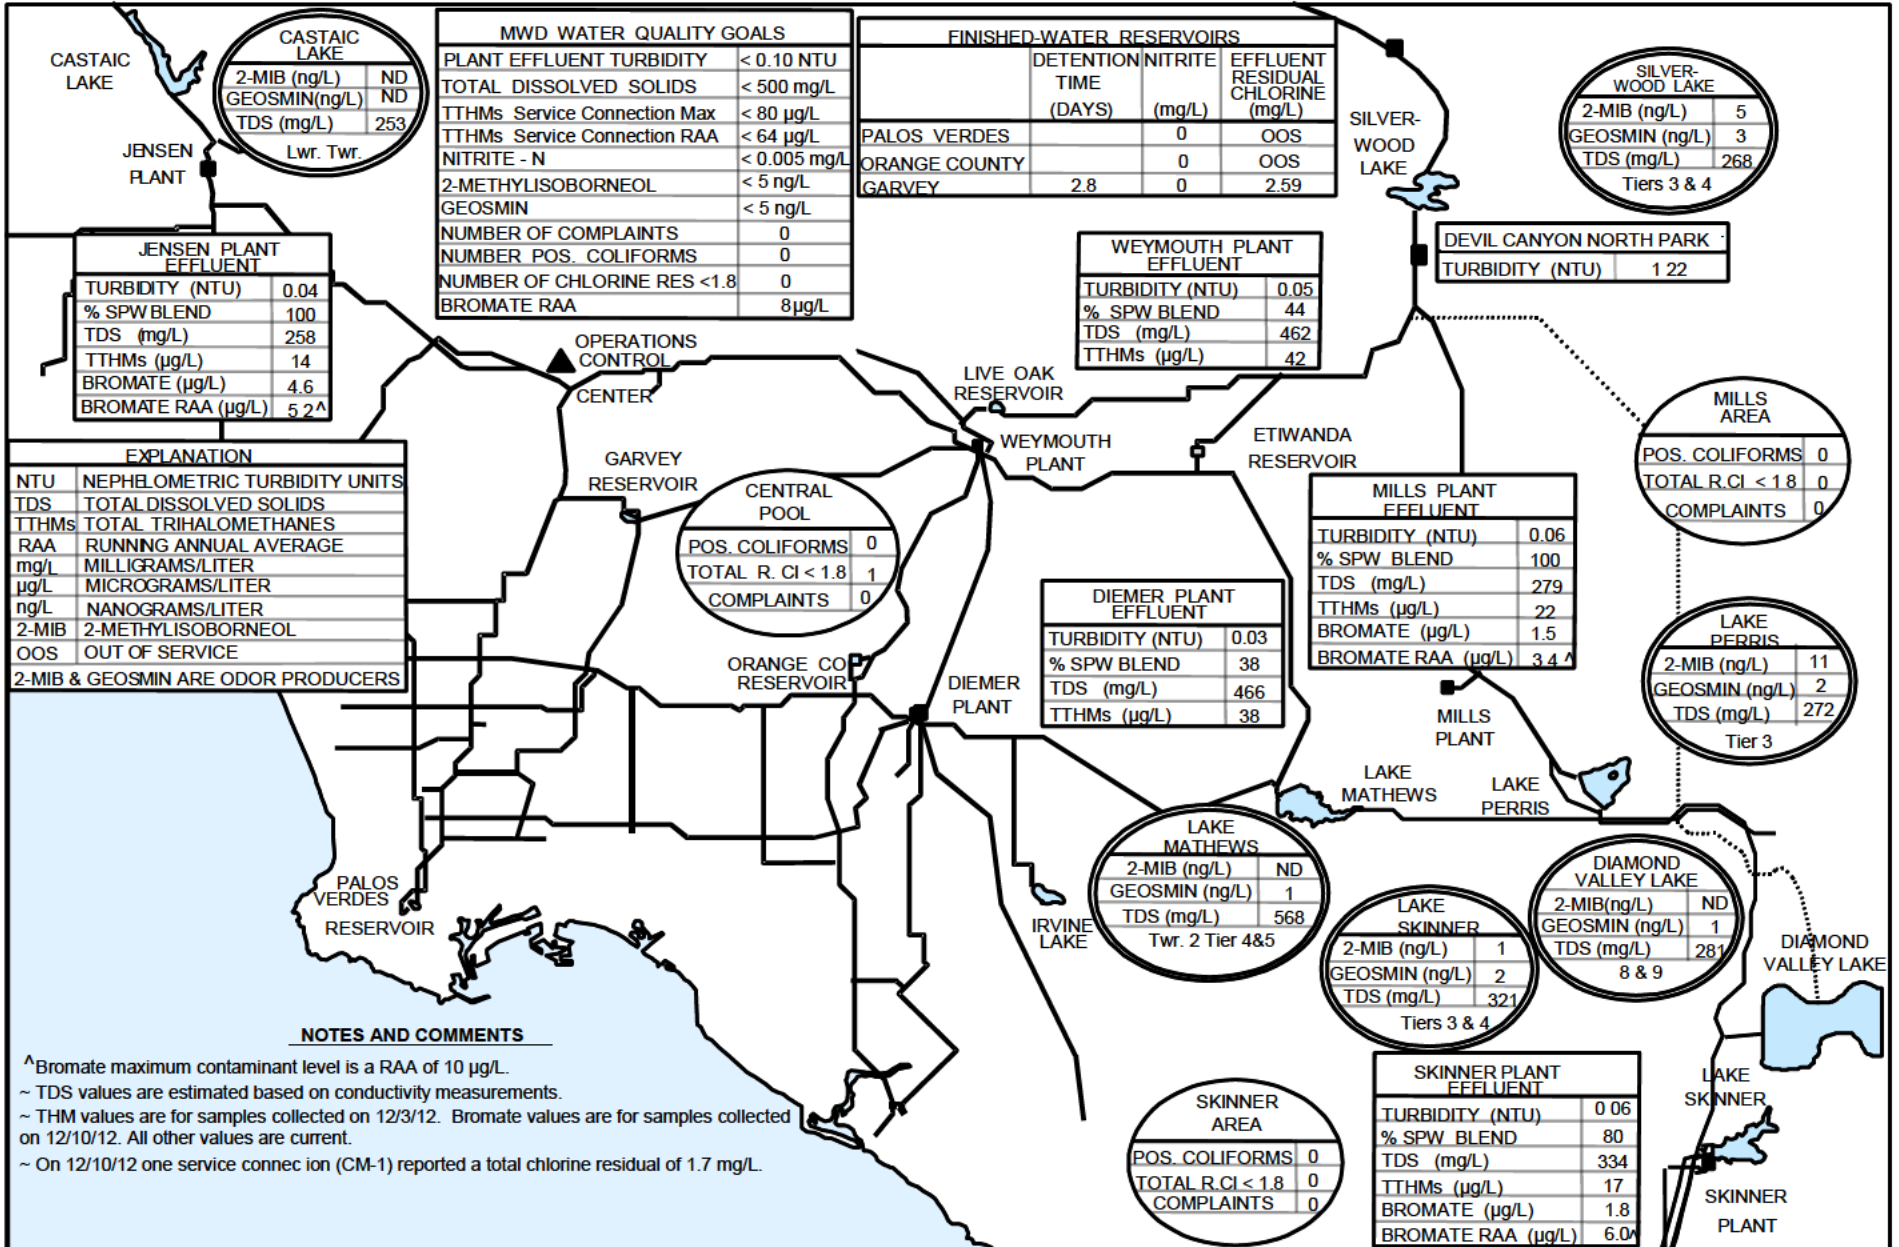 CASTAIC
LAKE
CASTAIC
LAKE
2-MIB (ng/L) ND
GEOSMIN(ng/L) ND
TDS (mg/L) 253
Lwr. Twr.
JENSEN
PLANT
MWD WATER QUALITY GOALS
PLANT EFFLUENT TURBIDITY < 0.10 NTU
TOTAL DISSOLVED SOLIDS < 500 mg/L
TTHMs Service Connection Max < 80 µg/L
TTHMs Service Connection RAA < 64 µg/L
NITRITE - N < 0.005 mg/L
2-METHYLISOBORNEOL < 5 ng/L
GEOSMIN < 5 ng/L
NUMBER OF COMPLAINTS 0
NUMBER POS. COLIFORMS 0
NUMBER OF CHLORINE RES <1.8 0
BROMATE RAA 8µg/L
FINISHED-WATER RESERVOIRS
DETENTION TIME (DAYS) NITRITE (mg/L) EFFLUENT RESIDUAL CHLORINE (mg/L)
PALOS VERDES 0 OOS
ORANGE COUNTY 0 OOS
GARVEY 2.8 0 2.59
SILVER-
WOOD
LAKE
SILVER-
WOOD LAKE
2-MIB (ng/L) 5
GEOSMIN (ng/L) 3
TDS (mg/L) 268
Tiers 3 & 4
DEVIL CANYON NORTH PARK
TURBIDITY (NTU) 1 22
JENSEN PLANT
EFFLUENT
TURBIDITY (NTU) 0.04
% SPW BLEND 100
TDS (mg/L) 258
TTHMs (µg/L) 14
BROMATE (µg/L) 4.6
BROMATE RAA (µg/L) 5 2^
WEYMOUTH PLANT
EFFLUENT
TURBIDITY (NTU) 0.05
% SPW BLEND 44
TDS (mg/L) 462
TTHMs (µg/L) 42
OPERATIONS
CONTROL
CENTER
LIVE OAK
RESERVOIR
WEYMOUTH
PLANT
ETIWANDA
RESERVOIR
GARVEY
RESERVOIR
MILLS
AREA
POS. COLIFORMS 0
TOTAL R.Cl < 1 8 0
COMPLAINTS 0
EXPLANATION
NTU NEPHELOMETRIC TURBIDITY UNITS
TDS TOTAL DISSOLVED SOLIDS
TTHMs TOTAL TRIHALOMETHANES
RAA RUNNING ANNUAL AVERAGE
mg/L MILLIGRAMS/LITER
µg/L MICROGRAMS/LITER
ng/L NANOGRAMS/LITER
2-MIB 2-METHYLISOBORNEOL
OOS OUT OF SERVICE
2-MIB & GEOSMIN ARE ODOR PRODUCERS
CENTRAL
POOL
POS. COLIFORMS 0
TOTAL R. Cl < 1.8 1
COMPLAINTS 0
MILLS PLANT
EFFLUENT
TURBIDITY (NTU) 0.06
% SPW BLEND 100
TDS (mg/L) 279
TTHMs (µg/L) 22
BROMATE (µg/L) 1.5
BROMATE RAA (µg/L) 3 4 ^
DIEMER PLANT
EFFLUENT
TURBIDITY (NTU) 0.03
% SPW BLEND 38
TDS (mg/L) 466
TTHMs (µg/L) 38
LAKE
PERRIS
2-MIB (ng/L) 11
GEOSMIN (ng/L) 2
TDS (mg/L) 272
Tier 3
ORANGE CO
RESERVOIR
DIEMER
PLANT
MILLS
PLANT
LAKE
MATHEWS
LAKE
PERRIS
LAKE
MATHEWS
2-MIB (ng/L) ND
GEOSMIN (ng/L) 1
TDS (mg/L) 568
Twr. 2 Tier 4&5
DIAMOND
VALLEY LAKE
2-MIB(ng/L) ND
GEOSMIN (ng/L) 1
TDS (mg/L) 281
8 & 9
PALOS
VERDES
RESERVOIR
IRVINE
LAKE
LAKE
SKINNER
2-MIB (ng/L) 1
GEOSMIN (ng/L) 2
TDS (mg/L) 321
Tiers 3 & 4
DIAMOND
VALLEY LAKE
NOTES AND COMMENTS
^Bromate maximum contaminant level is a RAA of 10 µg/L.
~ TDS values are estimated based on conductivity measurements.
~ THM values are for samples collected on 12/3/12. Bromate values are for samples collected
on 12/10/12. All other values are current.
~ On 12/10/12 one service connec ion (CM-1) reported a total chlorine residual of 1.7 mg/L.
SKINNER
AREA
POS. COLIFORMS 0
TOTAL R.Cl < 1.8 0
COMPLAINTS 0
SKINNER PLANT
EFFLUENT
TURBIDITY (NTU) 0 06
% SPW BLEND 80
TDS (mg/L) 334
TTHMs (µg/L) 17
BROMATE (µg/L) 1.8
BROMATE RAA (µg/L) 6.0^
LAKE
SKINNER
SKINNER
PLANT